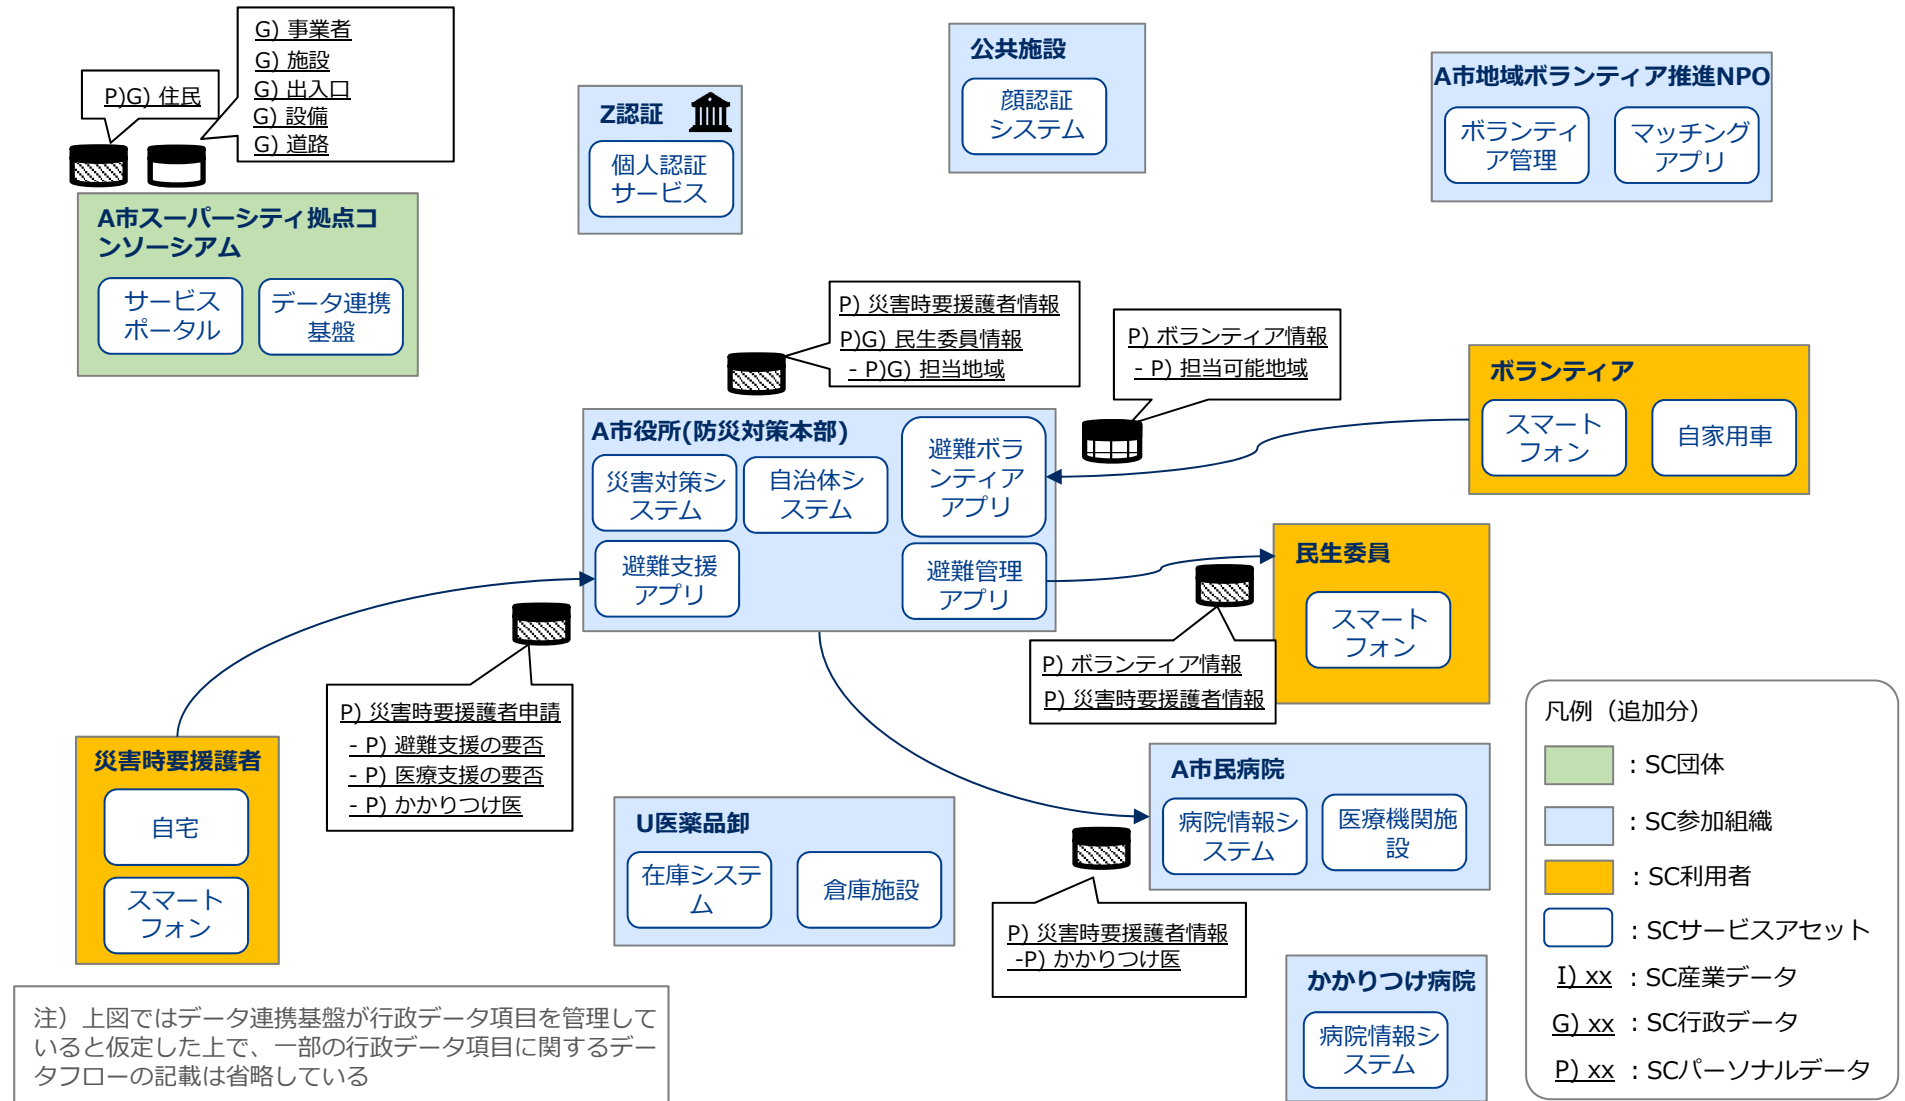 G) 事業者
G) 施設
G) 出入口
G) 設備
G) 道路
P)G) 住民
A市スーパーシティ拠点コ
ンソーシアム
サービス
ポータル
データ連携
基盤
Z認証
個人認証
サービス
公共施設
顔認証
システム
A市地域ボランティア推進NPO
ボランティ
ア管理
マッチング
アプリ
P) 災害時要援護者情報
P)G) 民生委員情報
- P)G) 担当地域
P) ボランティア情報
- P) 担当可能地域
ボランティア
スマート
フォン
自家用車
A市役所(防災対策本部)
災害対策シ
ステム
自治体シ
ステム
避難ボラ
ンティア
アプリ
避難支援
アプリ
避難管理
アプリ
民生委員
スマート
フォン
P) ボランティア情報
P) 災害時要援護者情報
P) 災害時要援護者申請
- P) 避難支援の要否
- P) 医療支援の要否
- P) かかりつけ医
災害時要援護者
自宅
スマート
フォン
U医薬品卸
在庫システ
ム
倉庫施設
A市民病院
病院情報シ
ステム
医療機関施
設
P) 災害時要援護者情報
-P) かかりつけ医
かかりつけ病院
病院情報シ
ステム
凡例（追加分）
：SC団体
：SC参加組織
：SC利用者
：SCサービスアセット
I) xx ：SC産業データ
G) xx ：SC行政データ
P) xx ：SCパーソナルデータ
注）上図ではデータ連携基盤が行政データ項目を管理して
いると仮定した上で、一部の行政データ項目に関するデー
タフローの記載は省略している